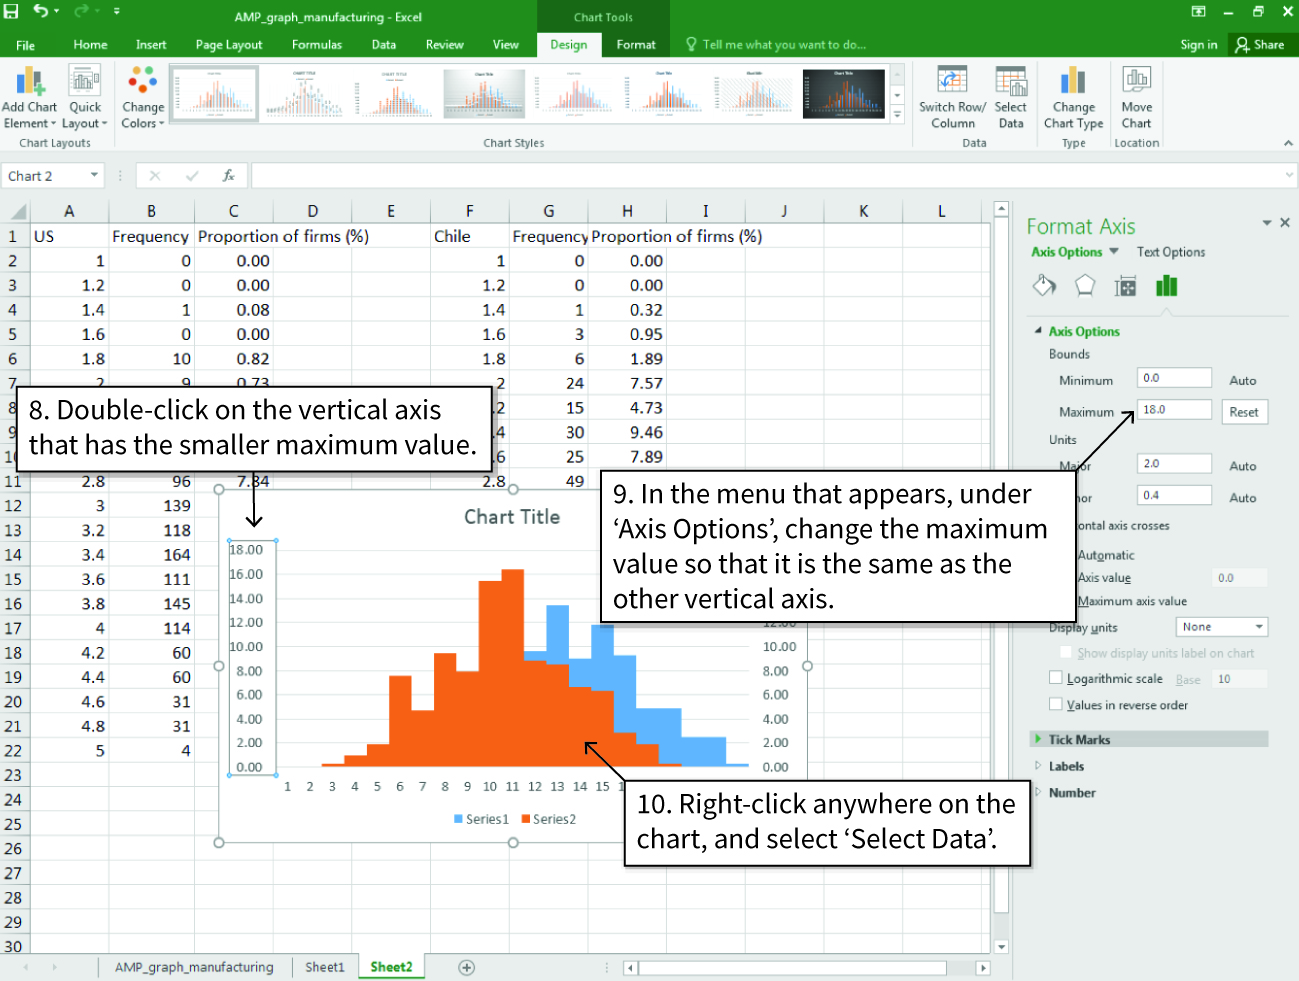 AMP_graph_manufacturing - Excel
Chart Tools
File Home Insert Page Layout Formulas Data Review View Design Format Tell me what you want to do... Sign in Share
Add Chart Element
Quick Layout
Change Colors
Switch Row/ Column
Select Data
Change Chart Type
Move Chart
Chart Layouts Chart Styles Data Type Location
Chart 2 fx
A B C D E F G H I J K L
1 US Frequency Proportion of firms (%) Chile Frequency Proportion of firms (%)
2 1 0 0.00 1 0 0.00
3 1.2 0 0.00 1.2 0 0.00
4 1.4 1 0.08 1.4 1 0.32
5 1.6 0 0.00 1.6 3 0.95
6 1.8 10 0.82 1.8 6 1.89
7 2 9 0.73 2 24 7.57
8 .2 15 4.73
9 .4 30 9.46
10 .6 25 7.89
11 2.8 96 7.84 2.8 49
12 3 139
13 3.2 118
14 3.4 164
15 3.6 111
16 3.8 145
17 4 114
18 4.2 60
19 4.4 60
20 4.6 31
21 4.8 31
22 5 4
23
24
25
26
27
28
29
30
8. Double-click on the vertical axis
that has the smaller maximum value.
9. In the menu that appears, under
‘Axis Options’, change the maximum
value so that it is the same as the
other vertical axis.
10. Right-click anywhere on the
chart, and select ‘Select Data’.
Chart Title
18.00
16.00
14.00
12.00 12.00
10.00 10.00
8.00 8.00
6.00 6.00
4.00 4.00
2.00 2.00
0.00 0.00
1 2 3 4 5 6 7 8 9 10 11 12 13 14 15
Series1 Series2
Format Axis
Axis Options Text Options
Axis Options
Bounds
Minimum 0.0 Auto
Maximum 18.0 Reset
Units
Major 2.0 Auto
nor 0.4 Auto
ontal axis crosses
Automatic
Axis value 0.0
Maximum axis value
Display units None
Show display units label on chart
Logarithmic scale Base 10
Values in reverse order
Tick Marks
Labels
Number
AMP_graph_manufacturing Sheet1 Sheet2